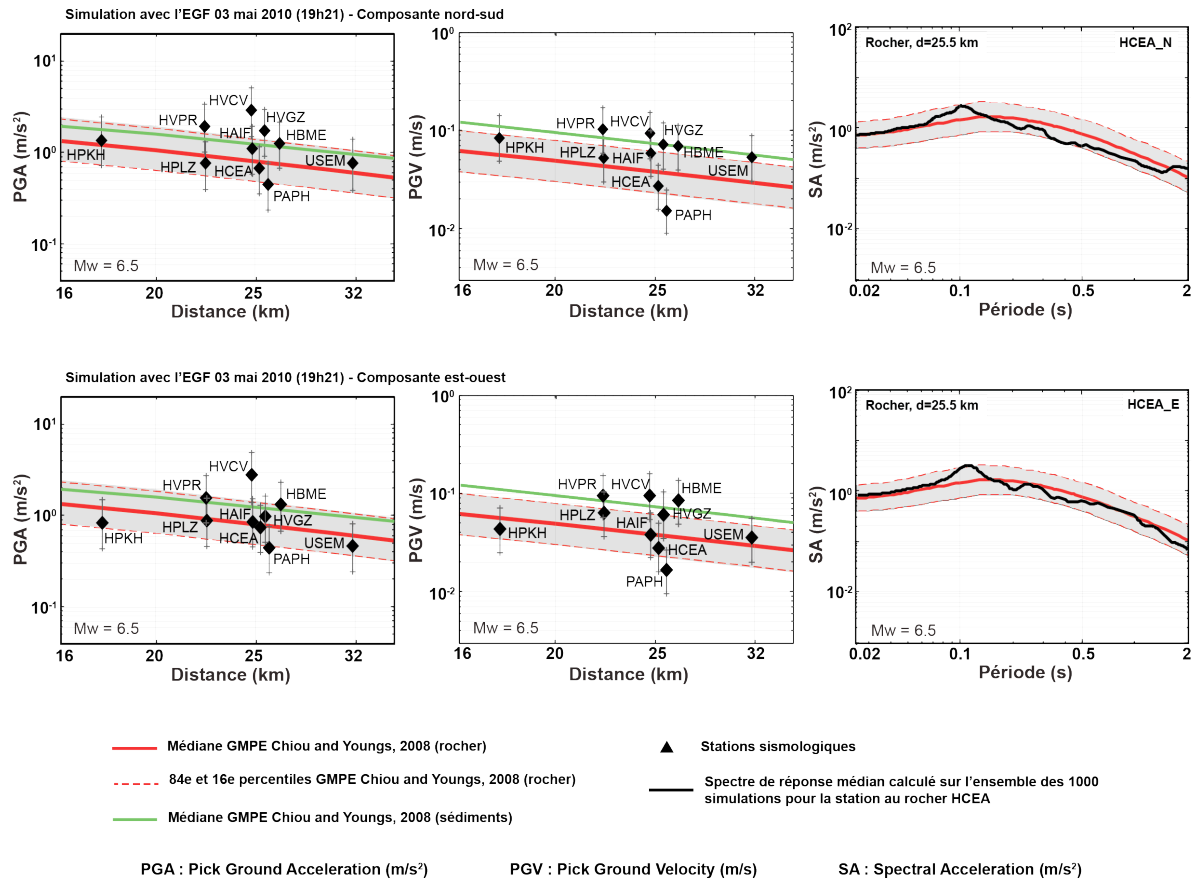 Simulation avec l'EGF 03 mai 2010 (19h21) - Composante nord-sud
PGA (m/s²)
10¹
10⁰
10⁻¹
HPKH
HVPR
HPLZ
HVCV
HAIF
HCEA
HVGZ
PAPH
HBME
USEM
Mw = 6.5
16 20 25 32
Distance (km)
PGV (m/s)
10⁰
10⁻¹
10⁻²
HPKH
HVPR
HPLZ
HVCV
HAIF
HCEA
HVGZ
PAPH
HBME
USEM
Mw = 6.5
16 20 25 32
Distance (km)
SA (m/s²)
10²
10⁰
10⁻²
Rocher, d=25.5 km
HCEA_N
Mw = 6.5
0.02 0.1 0.5 2
Période (s)
Simulation avec l'EGF 03 mai 2010 (19h21) - Composante est-ouest
PGA (m/s²)
10¹
10⁰
10⁻¹
HPKH
HVPR
HPLZ
HVCV
HAIF
HCEA
HVGZ
PAPH
HBME
USEM
Mw = 6.5
16 20 25 32
Distance (km)
PGV (m/s)
10⁰
10⁻¹
10⁻²
HPKH
HVPR
HPLZ
HVCV
HAIF
HCEA
HVGZ
PAPH
HBME
USEM
Mw = 6.5
16 20 25 32
Distance (km)
SA (m/s²)
10²
10⁰
10⁻²
Rocher, d=25.5 km
HCEA_E
Mw = 6.5
0.02 0.1 0.5 2
Période (s)
Médiane GMPE Chiou and Youngs, 2008 (rocher)
84e et 16e percentiles GMPE Chiou and Youngs, 2008 (rocher)
Médiane GMPE Chiou and Youngs, 2008 (sédiments)
Stations sismologiques
Spectre de réponse médian calculé sur l'ensemble des 1000
simulations pour la station au rocher HCEA
PGA : Pick Ground Acceleration (m/s²)
PGV : Pick Ground Velocity (m/s)
SA : Spectral Acceleration (m/s²)